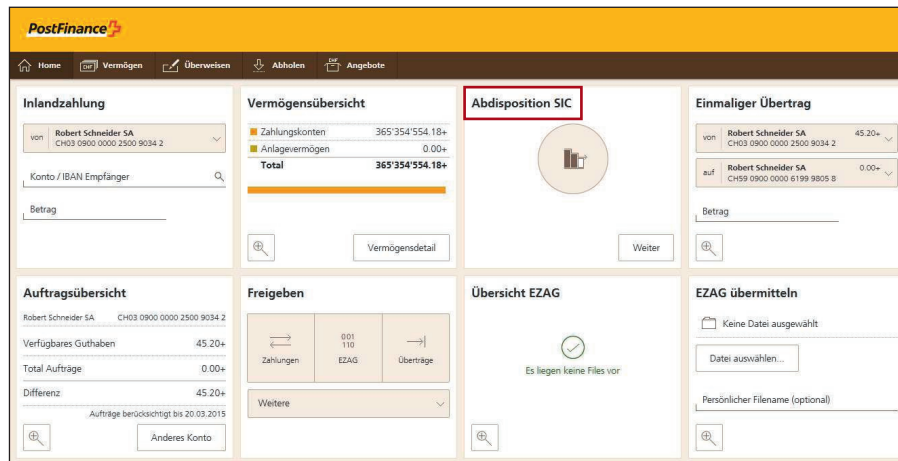 PostFinance
Home Vermögen Überweisen Abholen Angebote
Inlandzahlung
von Robert Schneider SA
CH03 0900 0000 2500 9034 2
Konto / IBAN Empfänger
Betrag
Vermögensübersicht
Zahlungskonten 365'354'554.18+
Anlagevermögen 0.00+
Total 365'354'554.18+
Vermögensdetail
Abdisposition SIC
Weiter
Einmaliger Übertrag
von Robert Schneider SA 45.20+
CH03 0900 0000 2500 9034 2
auf Robert Schneider SA 0.00+
CH59 0900 0000 6199 9805 8
Betrag
Auftragsübersicht
Robert Schneider SA CH03 0900 0000 2500 9034 2
Verfügbares Guthaben 45.20+
Total Aufträge 0.00+
Differenz 45.20+
Aufträge berücksichtigt bis 20.03.2015
Anderes Konto
Freigeben
001
110
Zahlungen EZAG Überträge
Weitere
Übersicht EZAG
Es liegen keine Files vor
EZAG übermitteln
Keine Datei ausgewählt
Datei auswählen...
Persönlicher Filename (optional)